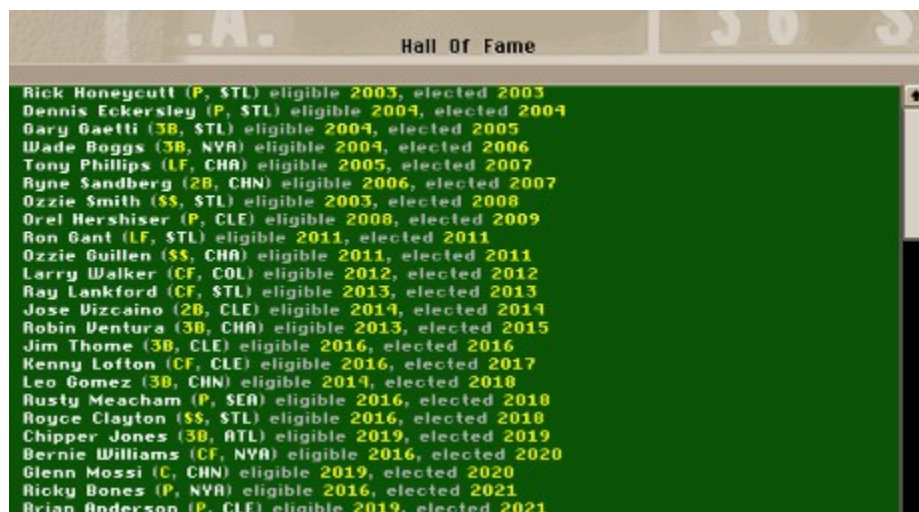 Hall Of Fame
Rick Honeycutt (P, STL) eligible 2003, elected 2003
Dennis Eckersley (P, STL) eligible 2004, elected 2004
Gary Gaetti (3B, STL) eligible 2004, elected 2005
Wade Boggs (3B, NYA) eligible 2004, elected 2006
Tony Phillips (LF, CHA) eligible 2005, elected 2007
Ryne Sandberg (2B, CHN) eligible 2006, elected 2007
Ozzie Smith (SS, STL) eligible 2003, elected 2008
Orel Hershiser (P, CLE) eligible 2008, elected 2009
Ron Gant (LF, STL) eligible 2011, elected 2011
Ozzie Guillen (SS, CHA) eligible 2011, elected 2011
Larry Walker (CF, COL) eligible 2012, elected 2012
Ray Lankford (CF, STL) eligible 2013, elected 2013
Jose Vizcaino (2B, CLE) eligible 2014, elected 2014
Robin Ventura (3B, CHA) eligible 2013, elected 2015
Jim Thome (3B, CLE) eligible 2016, elected 2016
Kenny Lofton (CF, CLE) eligible 2016, elected 2017
Leo Gomez (3B, CHN) eligible 2014, elected 2018
Rusty Meacham (P, SEA) eligible 2016, elected 2018
Royce Clayton (SS, STL) eligible 2016, elected 2018
Chipper Jones (3B, ATL) eligible 2019, elected 2019
Bernie Williams (CF, NYA) eligible 2016, elected 2020
Glenn Mossi (C, CHN) eligible 2019, elected 2020
Ricky Bones (P, NYA) eligible 2016, elected 2021
Brian Anderson (P, CLE) eligible 2019, elected 2021